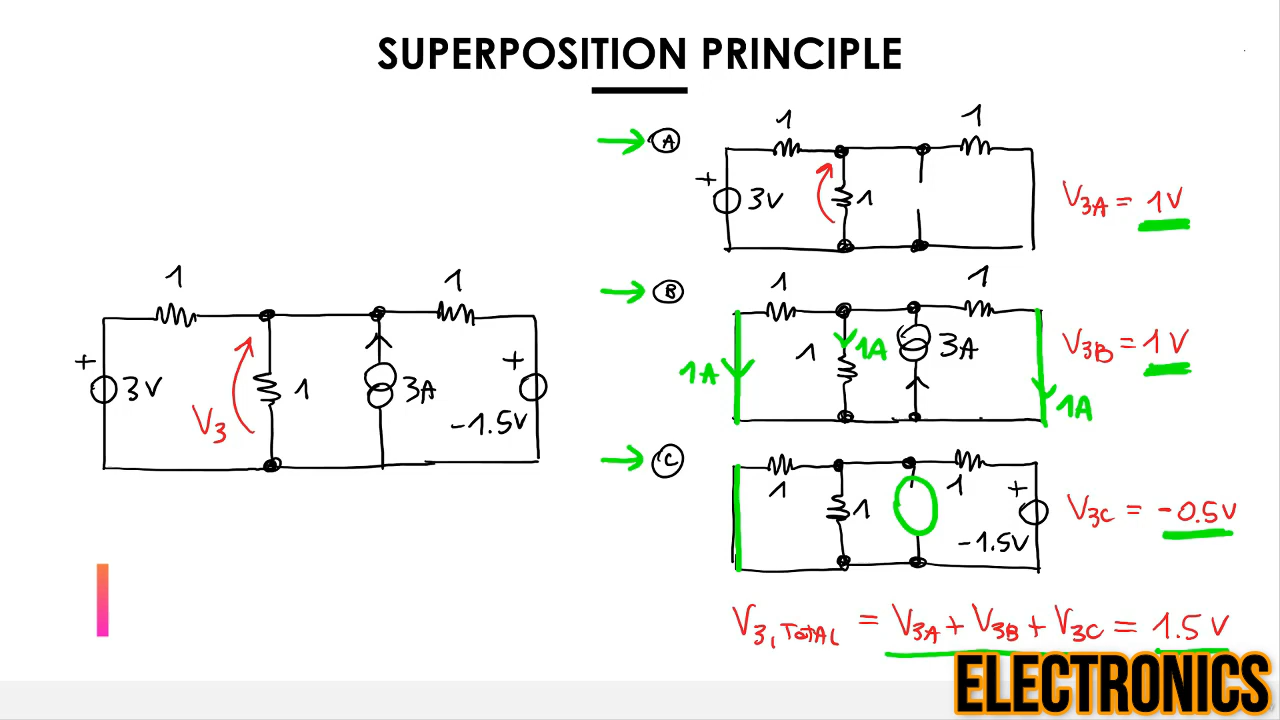 SUPERPOSITION PRINCIPLE
1
+
3V
V3
1
3A
1
+
-1.5V
A
1
1
+
3V
1
V3A = 1V
B
1
1
1A
1
1A
3A
1A
V3B = 1V
C
1
1
1
+
-1.5V
V3C = -0.5V
V3, TOTAL = V3A + V3B + V3C = 1.5V
ELECTRONICS